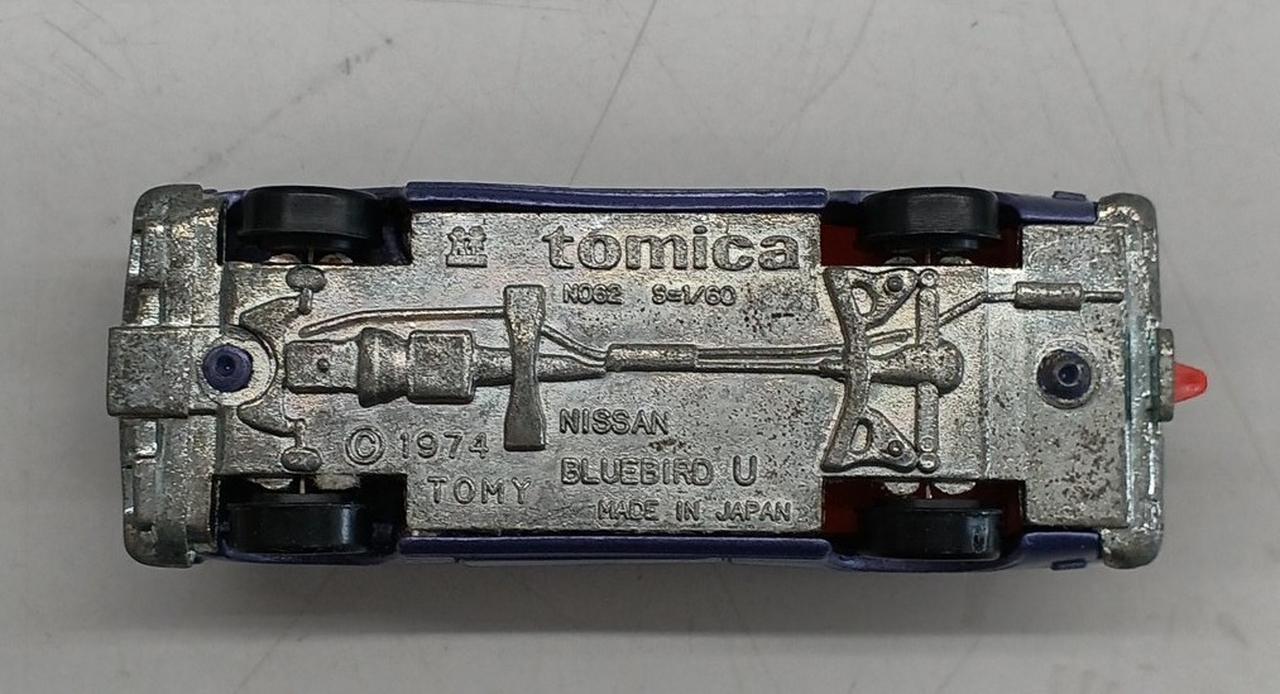 tomica
NO62 S=1/60
© 1974
TOMY
NISSAN
BLUEBIRD U
MADE IN JAPAN